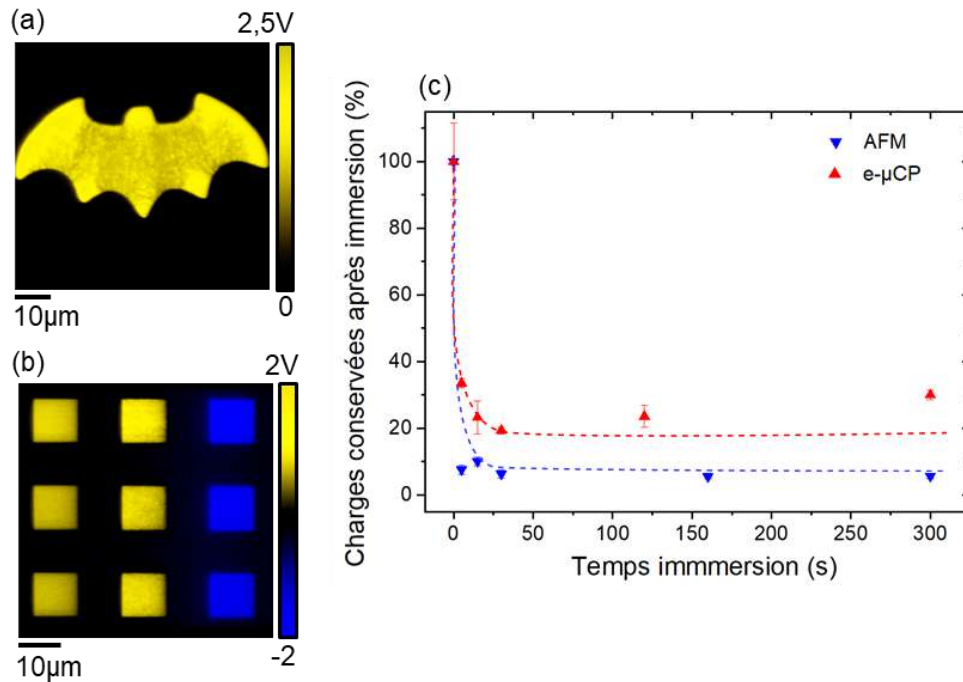 (a)
2,5V
0
10µm
(b)
2V
-2
10µm
(c)
Charges conservées après immersion (%)
100
80
60
40
20
0
AFM
e-µCP
0
50
100
150
200
250
300
Temps immmersion (s)